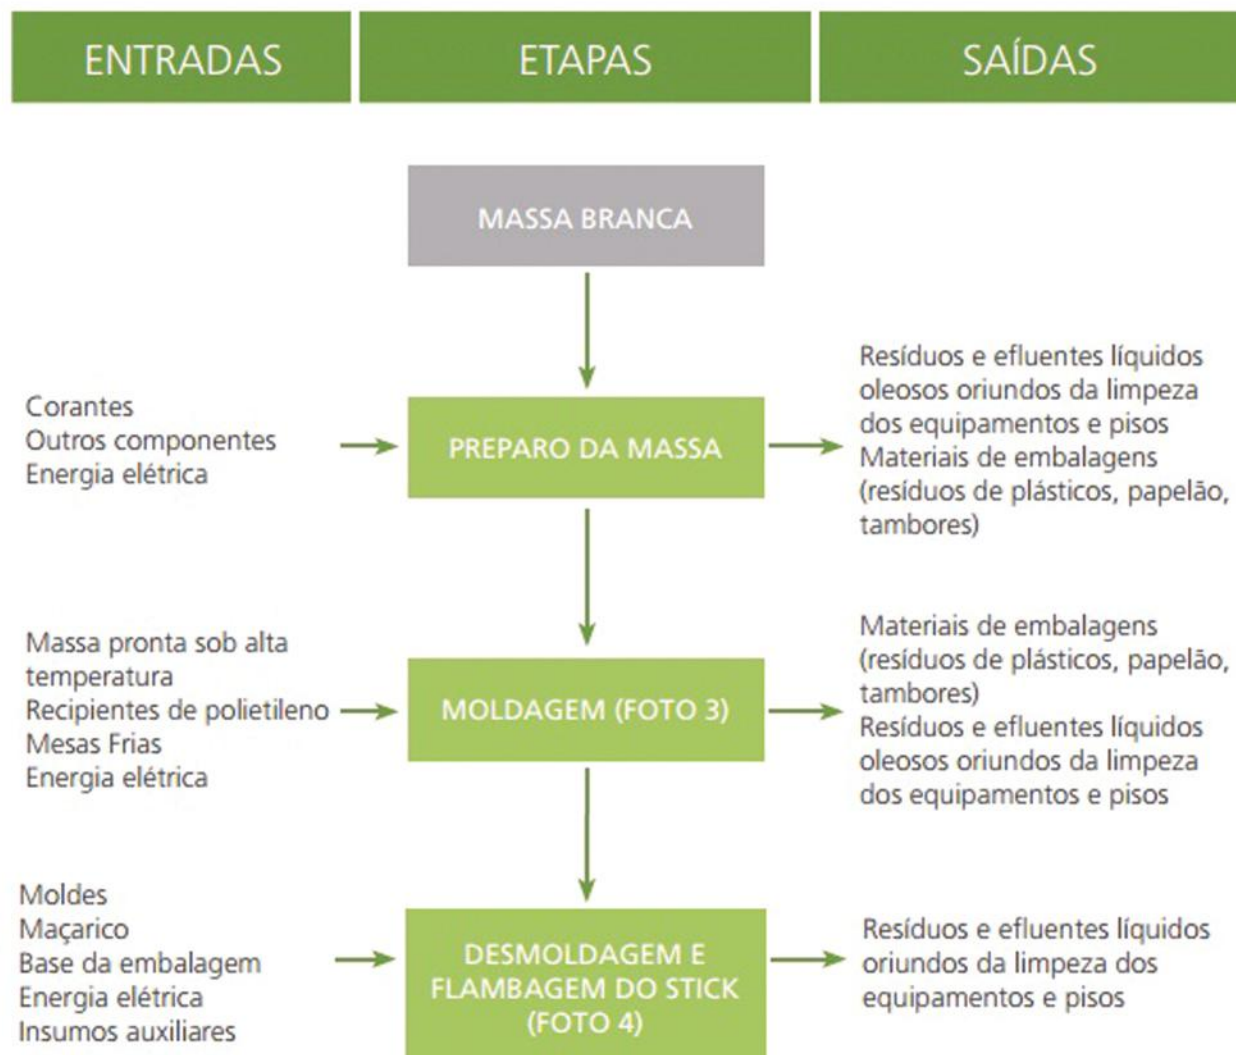 ENTRADAS
ETAPAS
SAÍDAS
MASSA BRANCA
Corantes
Outros componentes
Energia elétrica
PREPARO DA MASSA
Resíduos e efluentes líquidos
oleosos oriundos da limpeza
dos equipamentos e pisos
Materiais de embalagens
(resíduos de plásticos, papelão,
tambores)
Massa pronta sob alta
temperatura
Recipientes de polietileno
Mesas Frias
Energia elétrica
MOLDAGEM (FOTO 3)
Materiais de embalagens
(resíduos de plásticos, papelão,
tambores)
Resíduos e efluentes líquidos
oleosos oriundos da limpeza
dos equipamentos e pisos
Moldes
Maçarico
Base da embalagem
Energia elétrica
Insumos auxiliares
DESMOLDAGEM E
FLAMBAGEM DO STICK
(FOTO 4)
Resíduos e efluentes líquidos
oriundos da limpeza dos
equipamentos e pisos